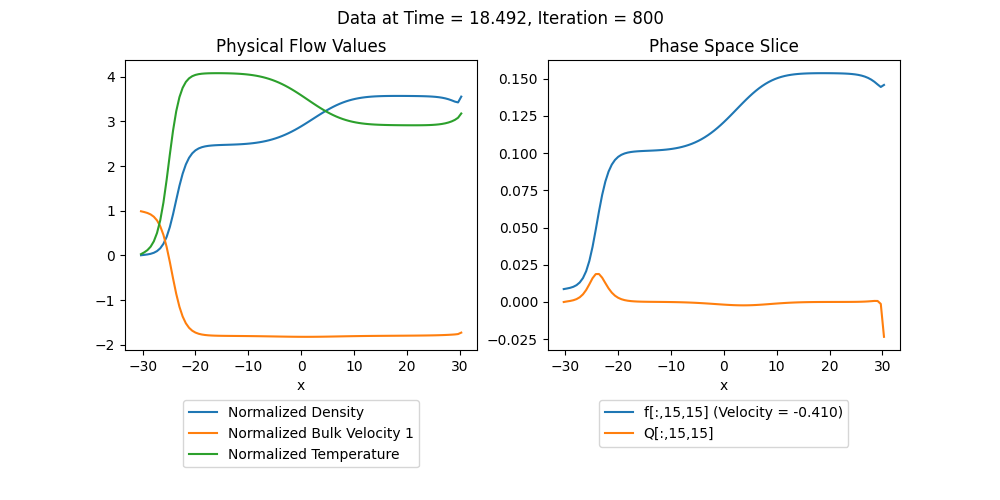 Data at Time = 18.492, Iteration = 800
Physical Flow Values
4
3
2
1
0
−1
−2
−30
−20
−10
0
10
20
30
x
Normalized Density
Normalized Bulk Velocity 1
Normalized Temperature
Phase Space Slice
0.150
0.125
0.100
0.075
0.050
0.025
0.000
−0.025
−30
−20
−10
0
10
20
30
x
f[:,15,15] (Velocity = -0.410)
Q[:,15,15]